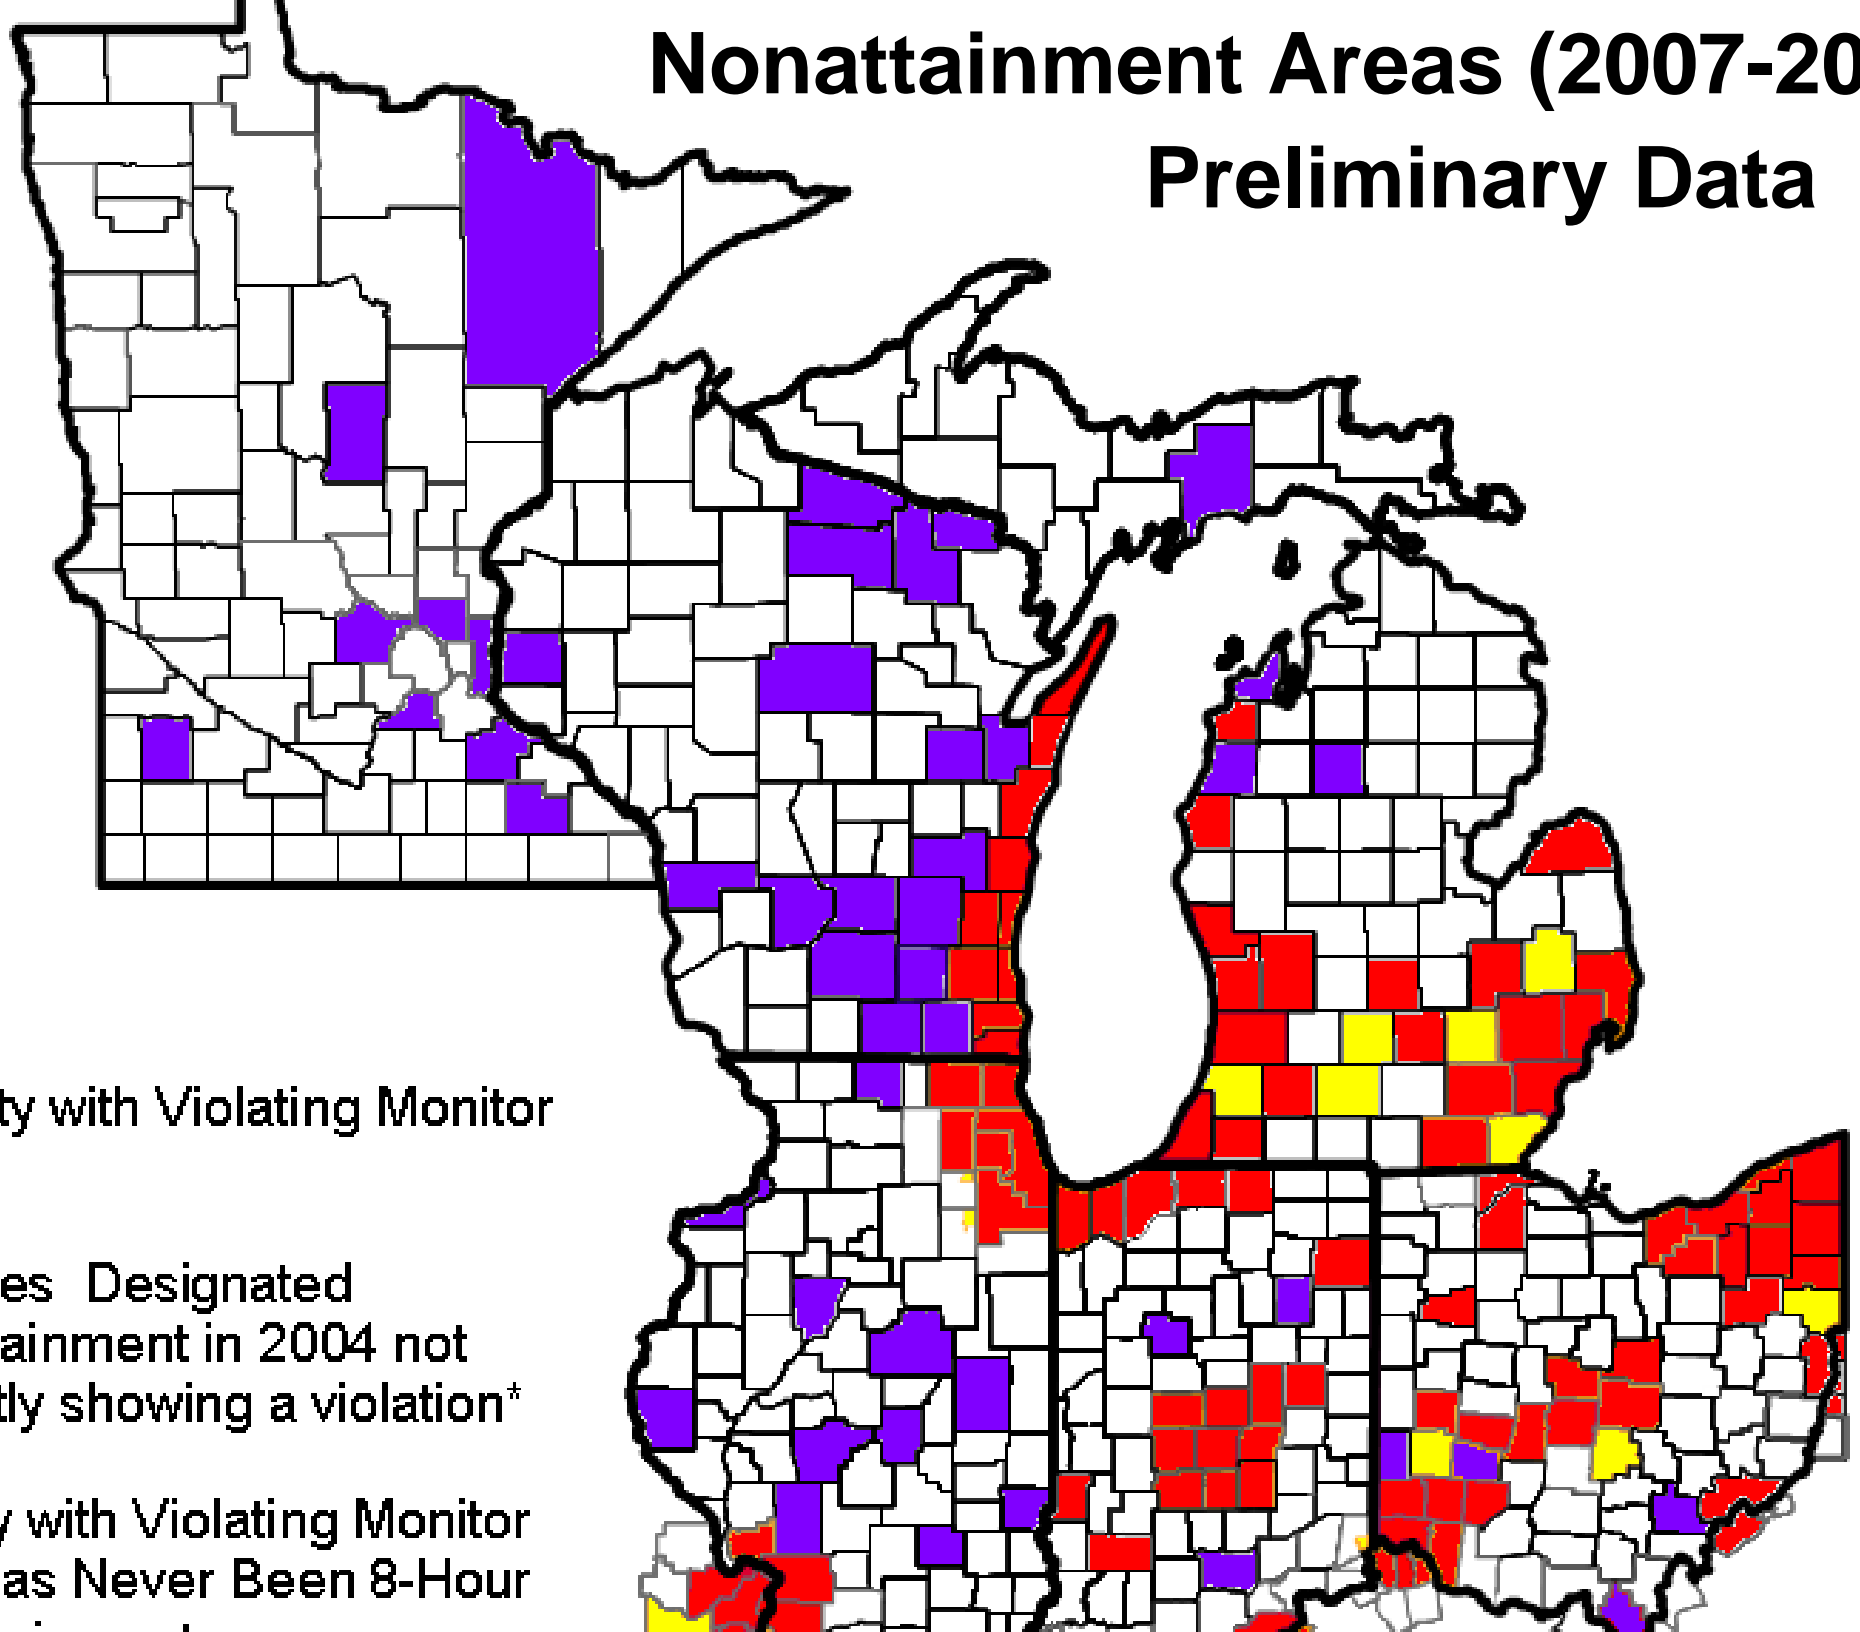 Nonattainment Areas (2007-20
Preliminary Data
ty with Violating Monitor
es Designated
ainment in 2004 not
tly showing a violation*
y with Violating Monitor
as Never Been 8-Hour